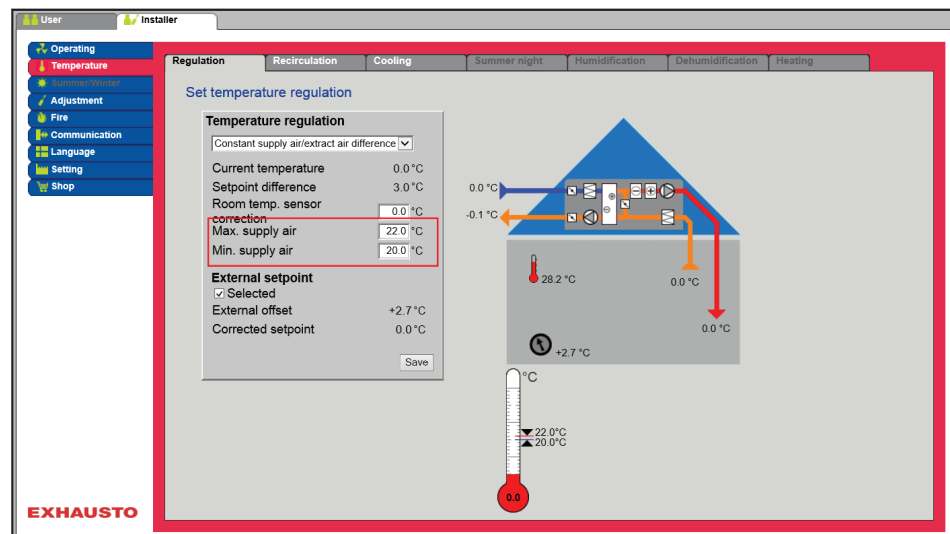 User
Installer
Operating
Temperature
Summer/Winter
Adjustment
Fire
Communication
Language
Setting
Shop
Regulation
Recirculation
Cooling
Summer night
Humidification
Dehumidification
Heating
Set temperature regulation
Temperature regulation
Constant supply air/extract air difference
Current temperature 0.0 °C
Setpoint difference 3.0 °C
Room temp. sensor
correction 0.0 °C
Max. supply air 22.0 °C
Min. supply air 20.0 °C
External setpoint
Selected
External offset +2.7 °C
Corrected setpoint 0.0 °C
Save
0.0 °C
-0.1 °C
28.2 °C
0.0 °C
0.0 °C
+2.7 °C
°C
22.0°C
20.0°C
0.0
EXHAUSTO